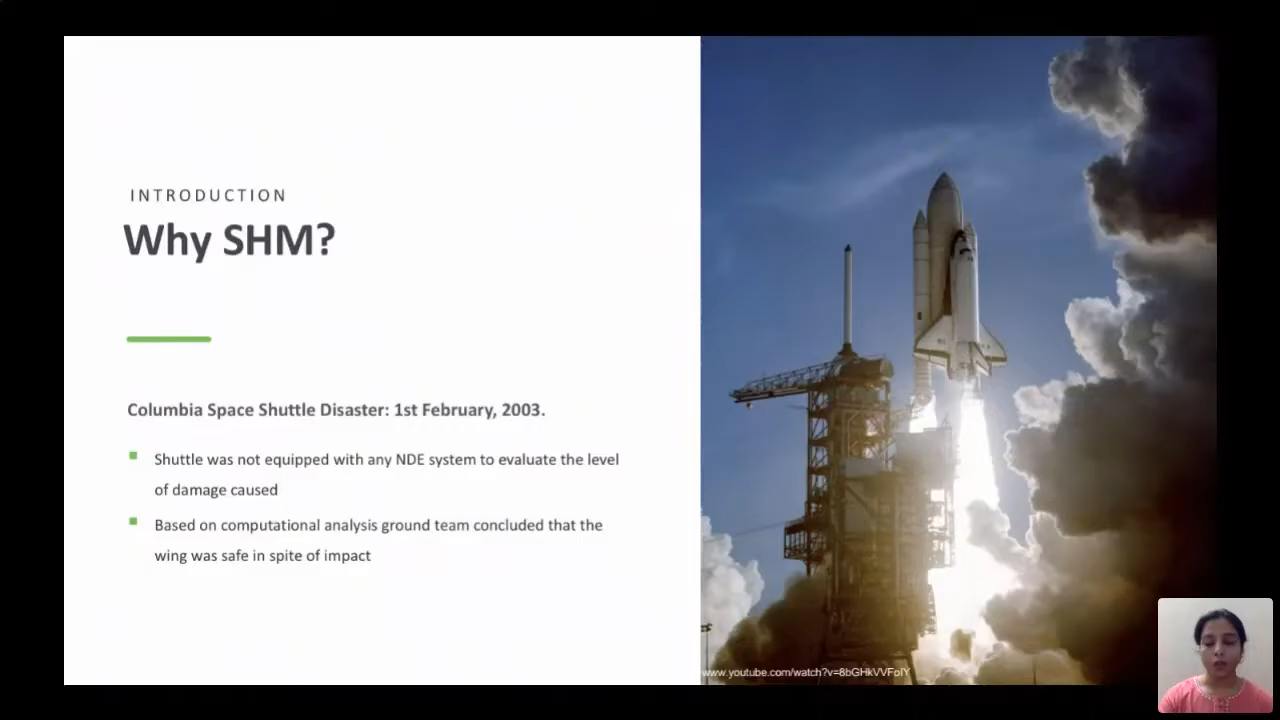 INTRODUCTION
Why SHM?
Columbia Space Shuttle Disaster: 1st February, 2003.
Shuttle was not equipped with any NDE system to evaluate the level
of damage caused
Based on computational analysis ground team concluded that the
wing was safe in spite of impact
www.youtube.com/watch?v=8bGHkVVFoIY